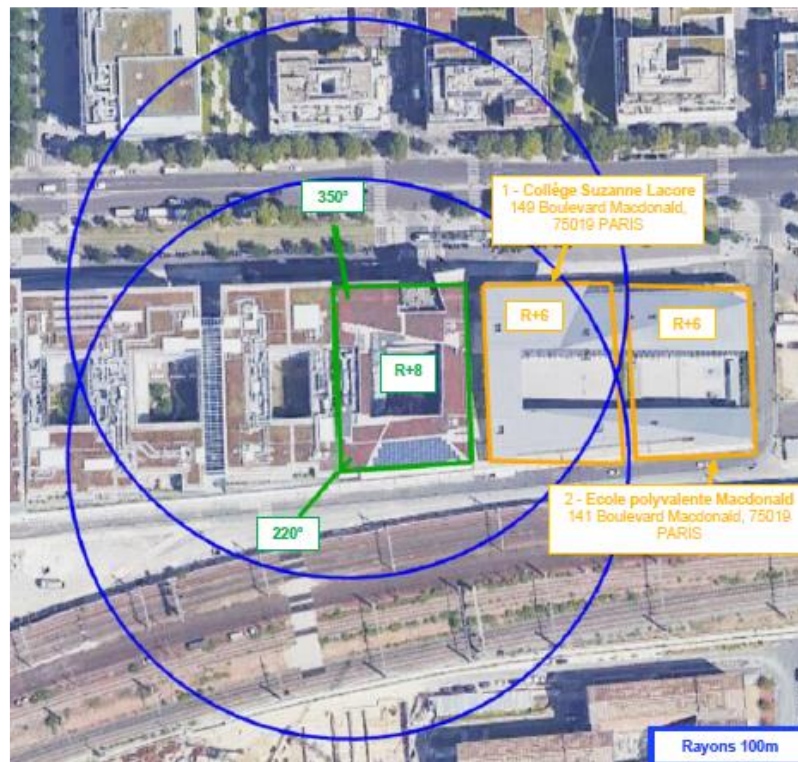 350°
1 - Collège Suzanne Lacore
149 Boulevard Macdonald,
75019 PARIS
R+6
R+6
R+8
220°
2 - Ecole polyvalente Macdonald
141 Boulevard Macdonald, 75019
PARIS
Rayons 100m